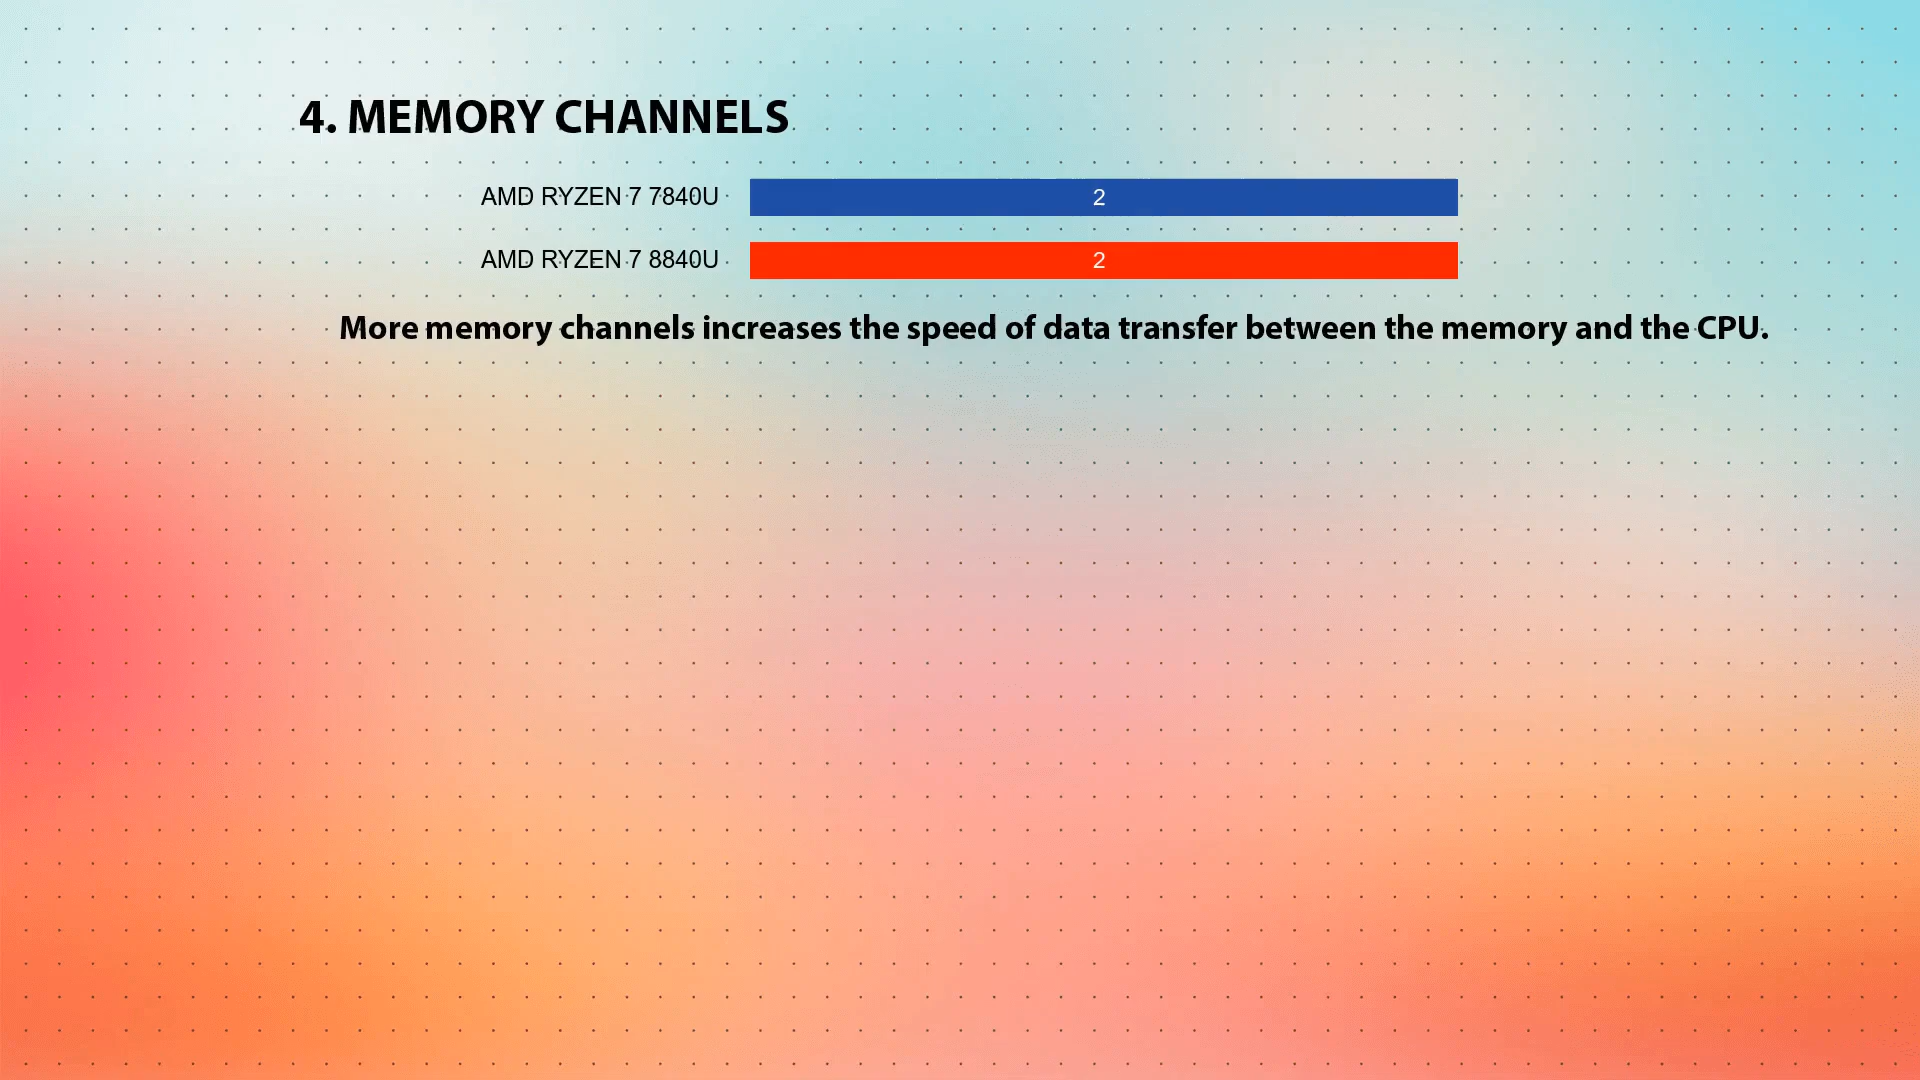 4. MEMORY CHANNELS
AMD RYZEN 7 7840U 2
AMD RYZEN 7 8840U 2
More memory channels increases the speed of data transfer between the memory and the CPU.